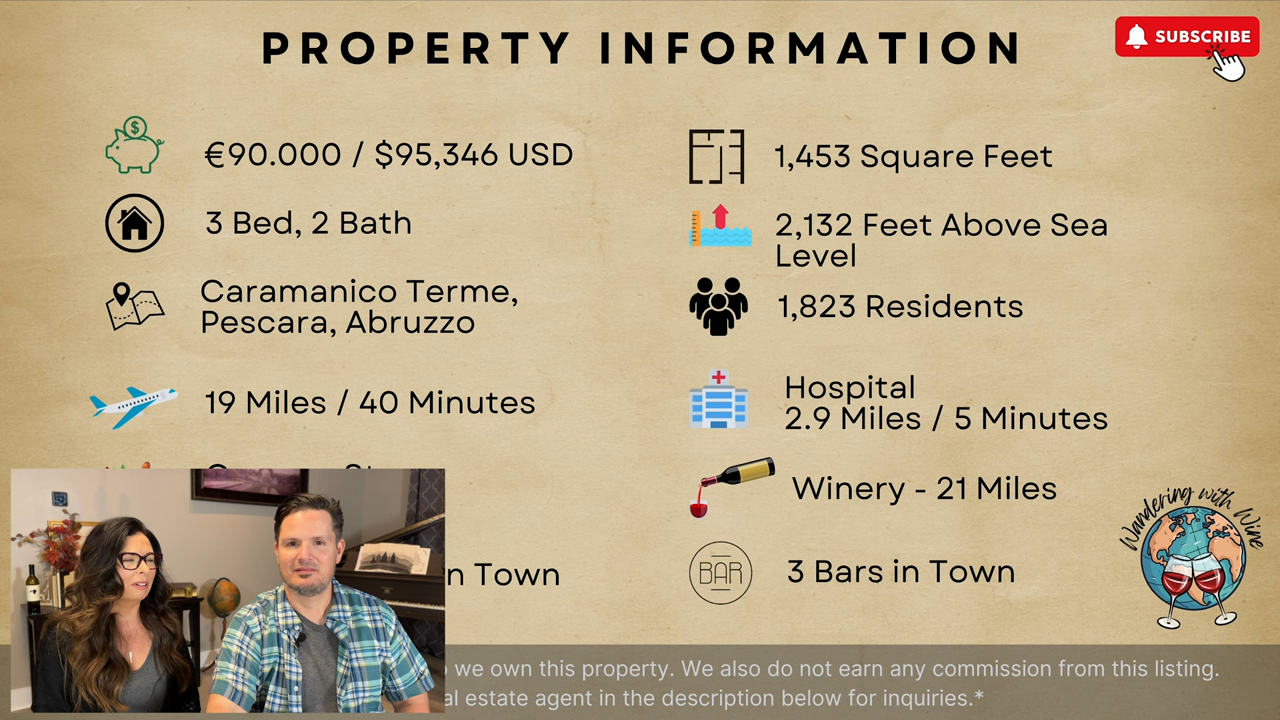 PROPERTY INFORMATION
SUBSCRIBE
€90.000 / $95,346 USD
3 Bed, 2 Bath
Caramanico Terme,
Pescara, Abruzzo
19 Miles / 40 Minutes
n Town
1,453 Square Feet
2,132 Feet Above Sea
Level
1,823 Residents
Hospital
2.9 Miles / 5 Minutes
Winery - 21 Miles
BAR
3 Bars in Town
Wandering with Wine
we own this property. We also do not earn any commission from this listing.
al estate agent in the description below for inquiries.*